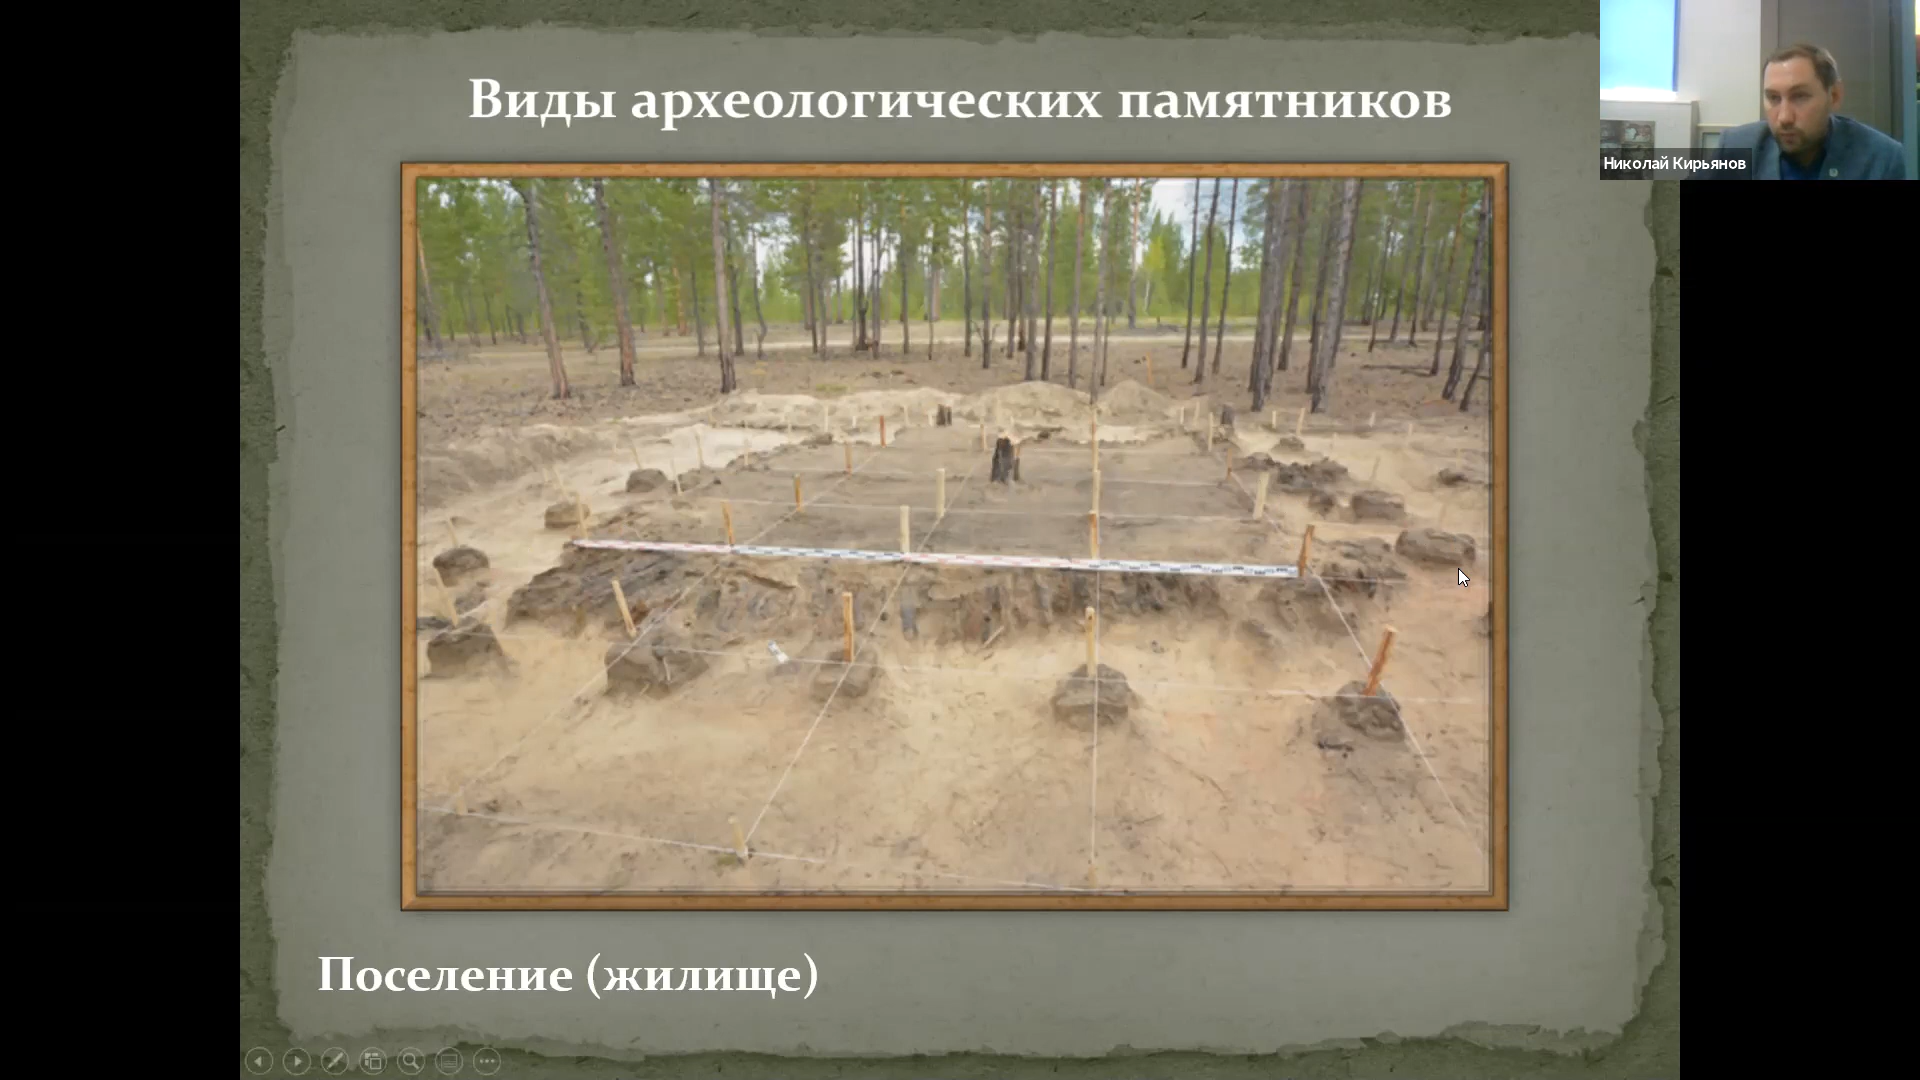 Виды археологических памятников
Николай Кирьянов
Поселение (жилище)